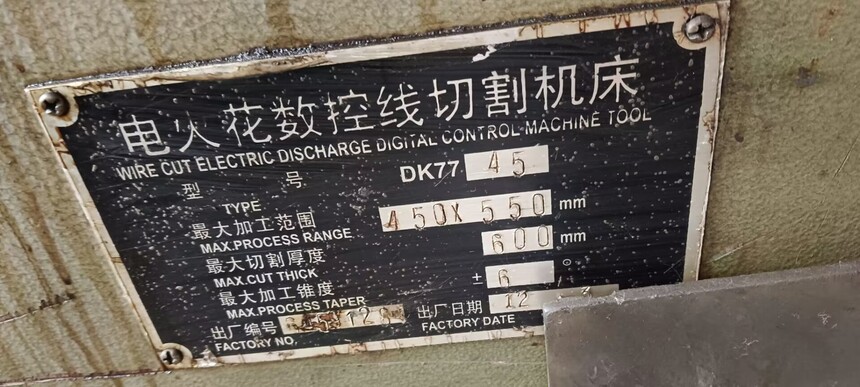 电火花数控线切割机床
WIRE CUT ELECTRIC DISCHARGE DIGITAL CONTROL MACHINE TOOL
型 号 DK77 45
TYPE
最大加工范围 450X550 mm
MAX.PROCESS RANGE
最大切割厚度 600 mm
MAX.CUT THICK
最大加工锥度 ± 6 °
MAX.PROCESS TAPER
出厂编号 出厂日期 12
FACTORY NO. FACTORY DATE